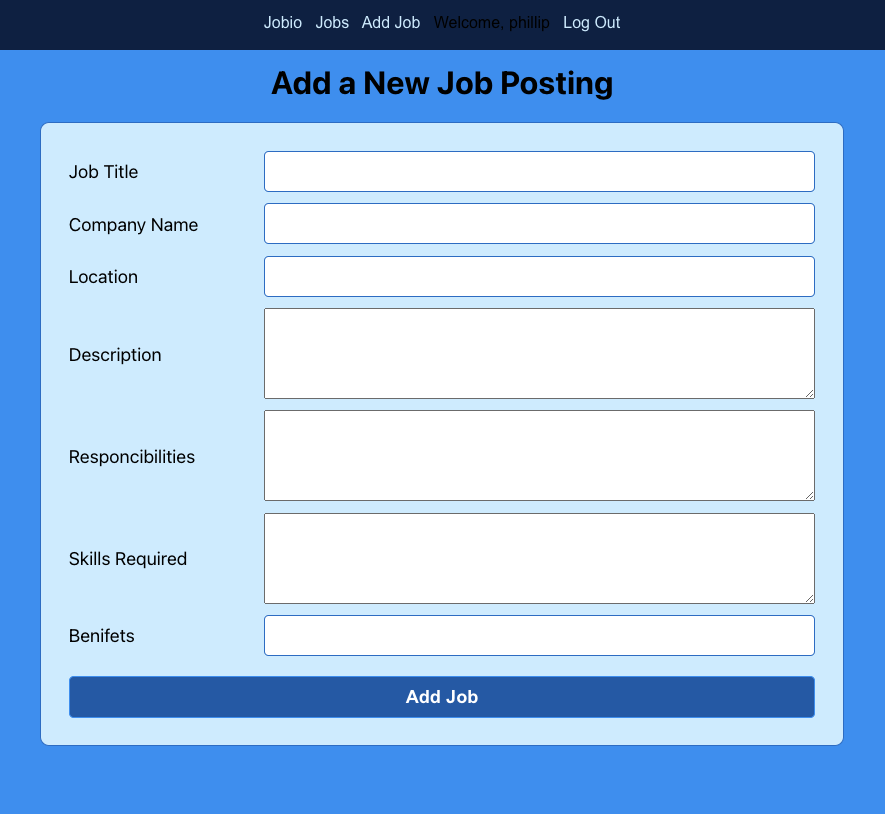 Jobio Jobs Add Job Welcome, phillip Log Out
Add a New Job Posting
Job Title
Company Name
Location
Description
Responcibilities
Skills Required
Benifets
Add Job